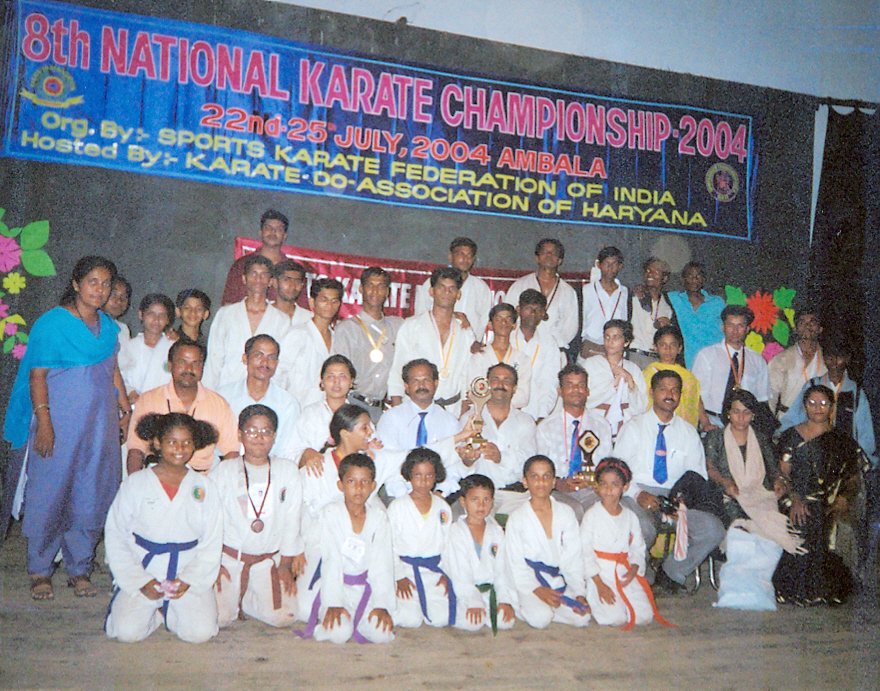 8th NATIONAL KARATE CHAMPIONSHIP-2004
22nd-25th JULY, 2004 AMBALA
Org. By:- SPORTS KARATE FEDERATION OF INDIA
Hosted By:- KARATE-DO-ASSOCIATION OF HARYANA
KARATE